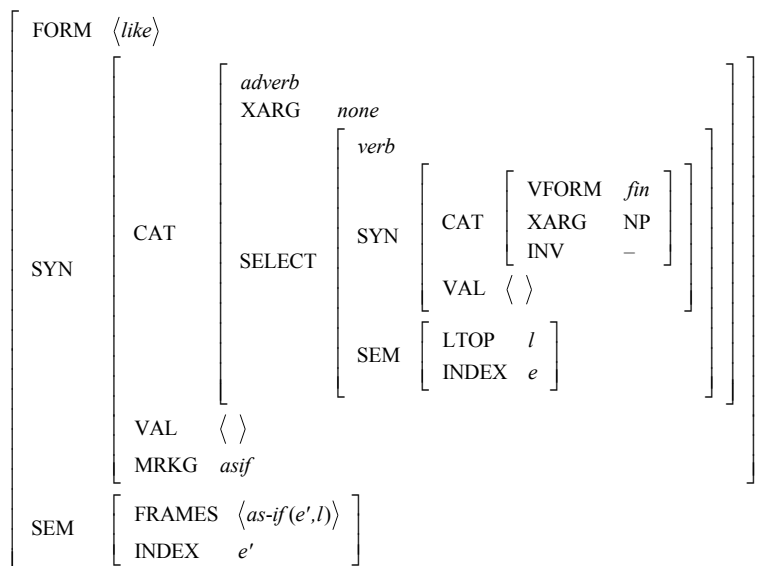 FORM ⟨like⟩
adverb
XARG none
verb
VFORM fin
CAT XARG NP
INV –
SYN
VAL ⟨ ⟩
CAT SELECT
SYN
LTOP l
SEM
INDEX e
VAL ⟨ ⟩
MRKG asif
FRAMES ⟨as-if(e′,l)⟩
SEM
INDEX e′